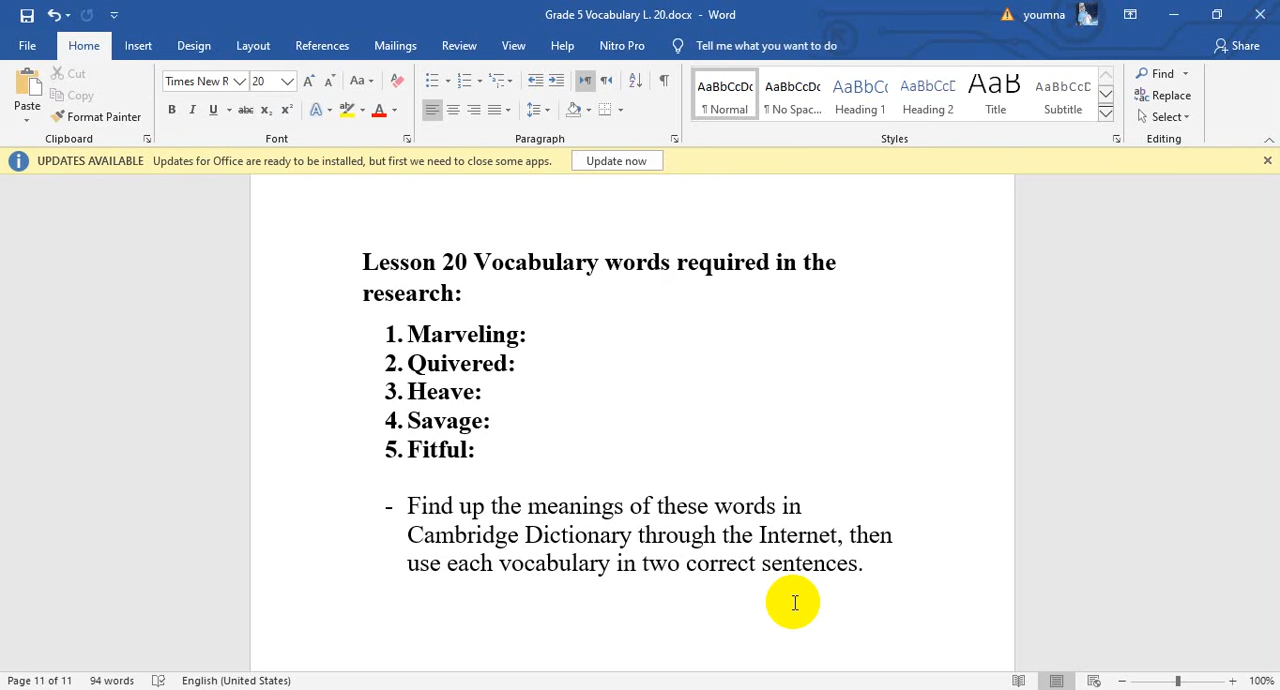 Grade 5 Vocabulary L. 20.docx - Word
youmna
File Home Insert Design Layout References Mailings Review View Help Nitro Pro Tell me what you want to do Share
Paste
Cut
Copy
Format Painter
Clipboard
Times New R 20 Aa
B I U abc x₂ x² A A
Font
Paragraph
AaBbCcDc AaBbCcDc AaBbCc AaBbCcD AaB AaBbCcD
¶ Normal ¶ No Spac... Heading 1 Heading 2 Title Subtitle
Styles
Find
Replace
Select
Editing
UPDATES AVAILABLE Updates for Office are ready to be installed, but first we need to close some apps. Update now
Lesson 20 Vocabulary words required in the
research:
1. Marveling:
2. Quivered:
3. Heave:
4. Savage:
5. Fitful:
- Find up the meanings of these words in
Cambridge Dictionary through the Internet, then
use each vocabulary in two correct sentences.
Page 11 of 11 94 words English (United States) 100%